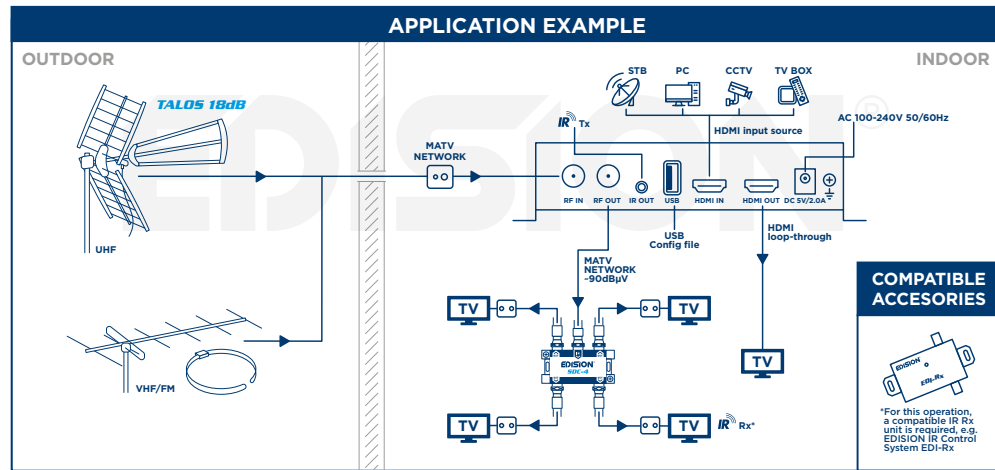 APPLICATION EXAMPLE
OUTDOOR
INDOOR
TALOS 18dB
UHF
VHF/FM
MATV
NETWORK
IR Tx
STB
PC
CCTV
TV BOX
HDMI input source
AC 100-240V 50/60Hz
RF IN
RF OUT
IR OUT
USB
HDMI IN
HDMI OUT
DC 5V/2.0A
USB
Config file
HDMI
loop-through
MATV
NETWORK
~90dBµV
TV
TV
EDISION
SDC-4
TV
TV
IR Rx*
TV
COMPATIBLE
ACCESORIES
EDISION
EDI-Rx
*For this operation,
a compatible IR Rx
unit is required, e.g.
EDISION IR Control
System EDI-Rx
EDISION®